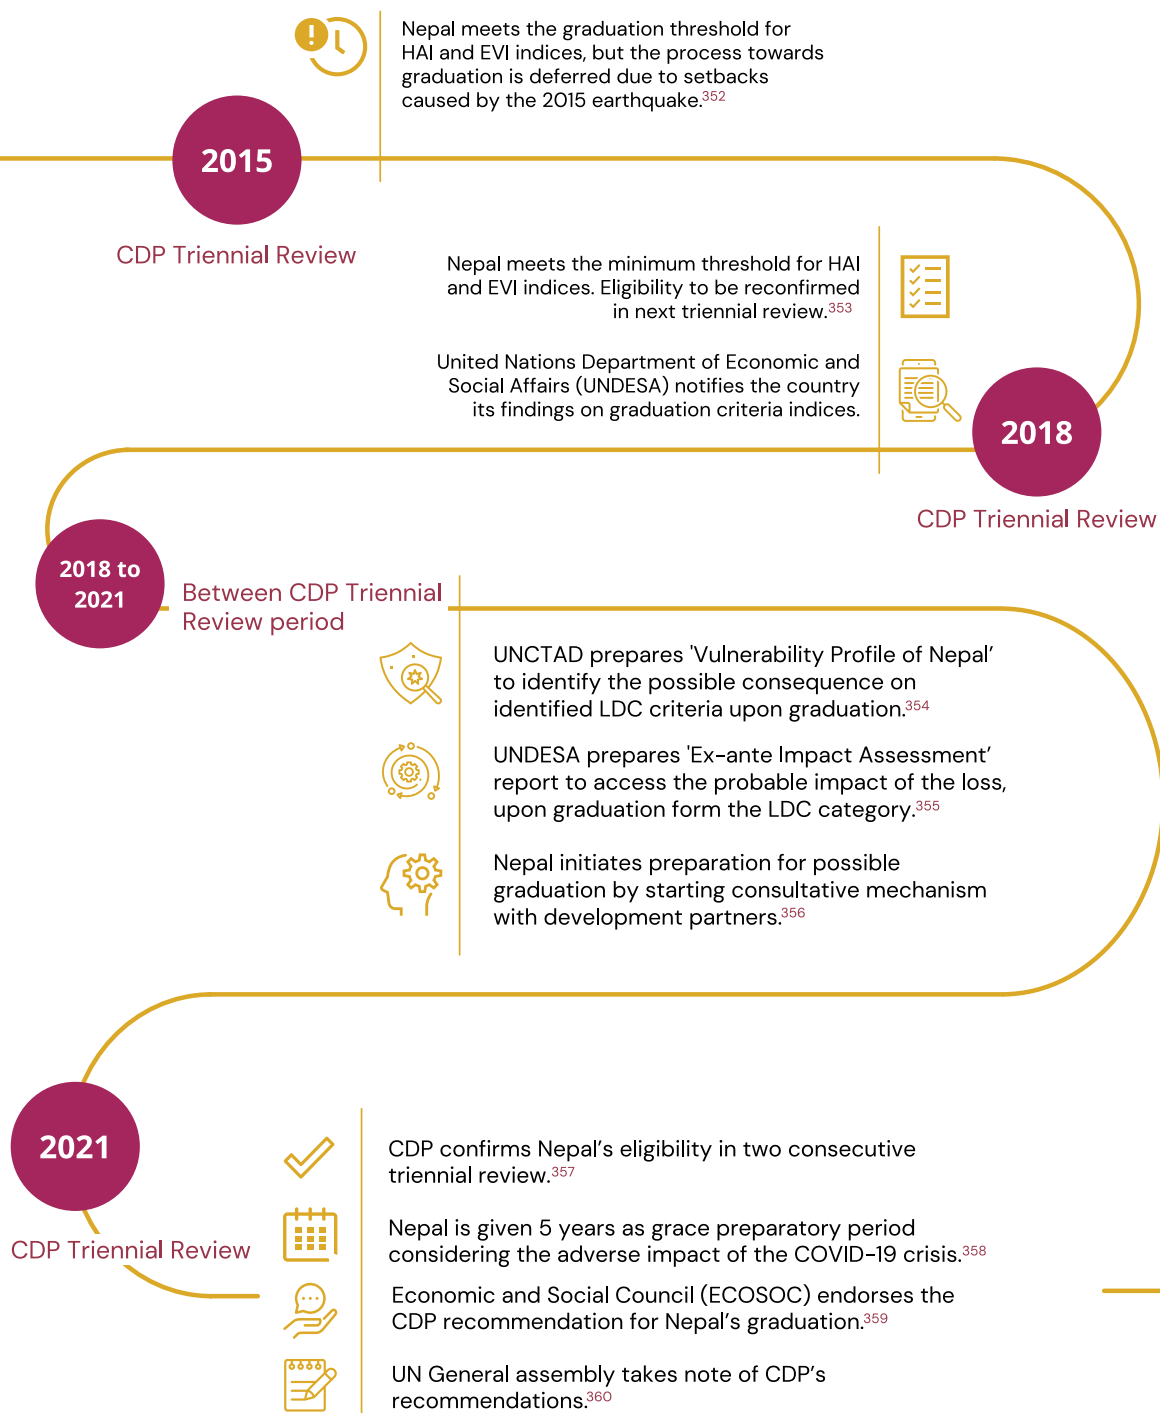 Nepal meets the graduation threshold for
HAI and EVI indices, but the process towards
graduation is deferred due to setbacks
caused by the 2015 earthquake.352
2015
CDP Triennial Review
Nepal meets the minimum threshold for HAI
and EVI indices. Eligibility to be reconfirmed
in next triennial review.353
United Nations Department of Economic and
Social Affairs (UNDESA) notifies the country
its findings on graduation criteria indices.
2018
CDP Triennial Review
2018 to
2021
Between CDP Triennial
Review period
UNCTAD prepares 'Vulnerability Profile of Nepal’
to identify the possible consequence on
identified LDC criteria upon graduation.354
UNDESA prepares 'Ex-ante Impact Assessment’
report to access the probable impact of the loss,
upon graduation form the LDC category.355
Nepal initiates preparation for possible
graduation by starting consultative mechanism
with development partners.356
2021
CDP Triennial Review
CDP confirms Nepal’s eligibility in two consecutive
triennial review.357
Nepal is given 5 years as grace preparatory period
considering the adverse impact of the COVID-19 crisis.358
Economic and Social Council (ECOSOC) endorses the
CDP recommendation for Nepal’s graduation.359
UN General assembly takes note of CDP’s
recommendations.360